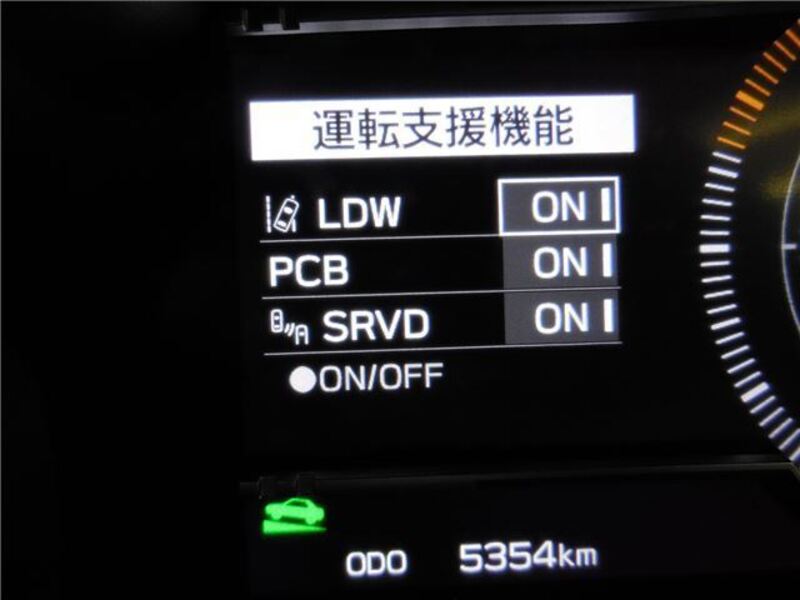 運転支援機能
LDW ON
PCB ON
SRVD ON
●ON/OFF
ODO 5354km